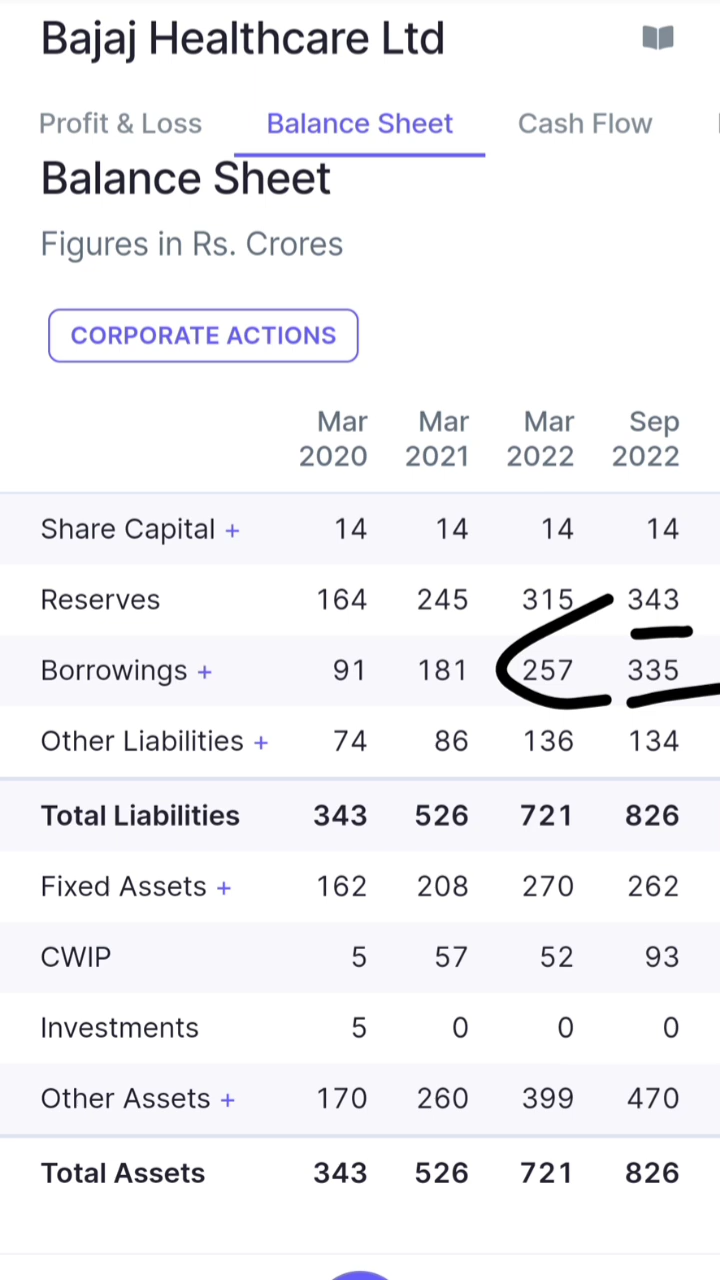 Bajaj Healthcare Ltd
Profit & Loss Balance Sheet Cash Flow
Balance Sheet
Figures in Rs. Crores
CORPORATE ACTIONS
Mar Mar Mar Sep
2020 2021 2022 2022
Share Capital + 14 14 14 14
Reserves 164 245 315 343
Borrowings + 91 181 257 335
Other Liabilities + 74 86 136 134
Total Liabilities 343 526 721 826
Fixed Assets + 162 208 270 262
CWIP 5 57 52 93
Investments 5 0 0 0
Other Assets + 170 260 399 470
Total Assets 343 526 721 826